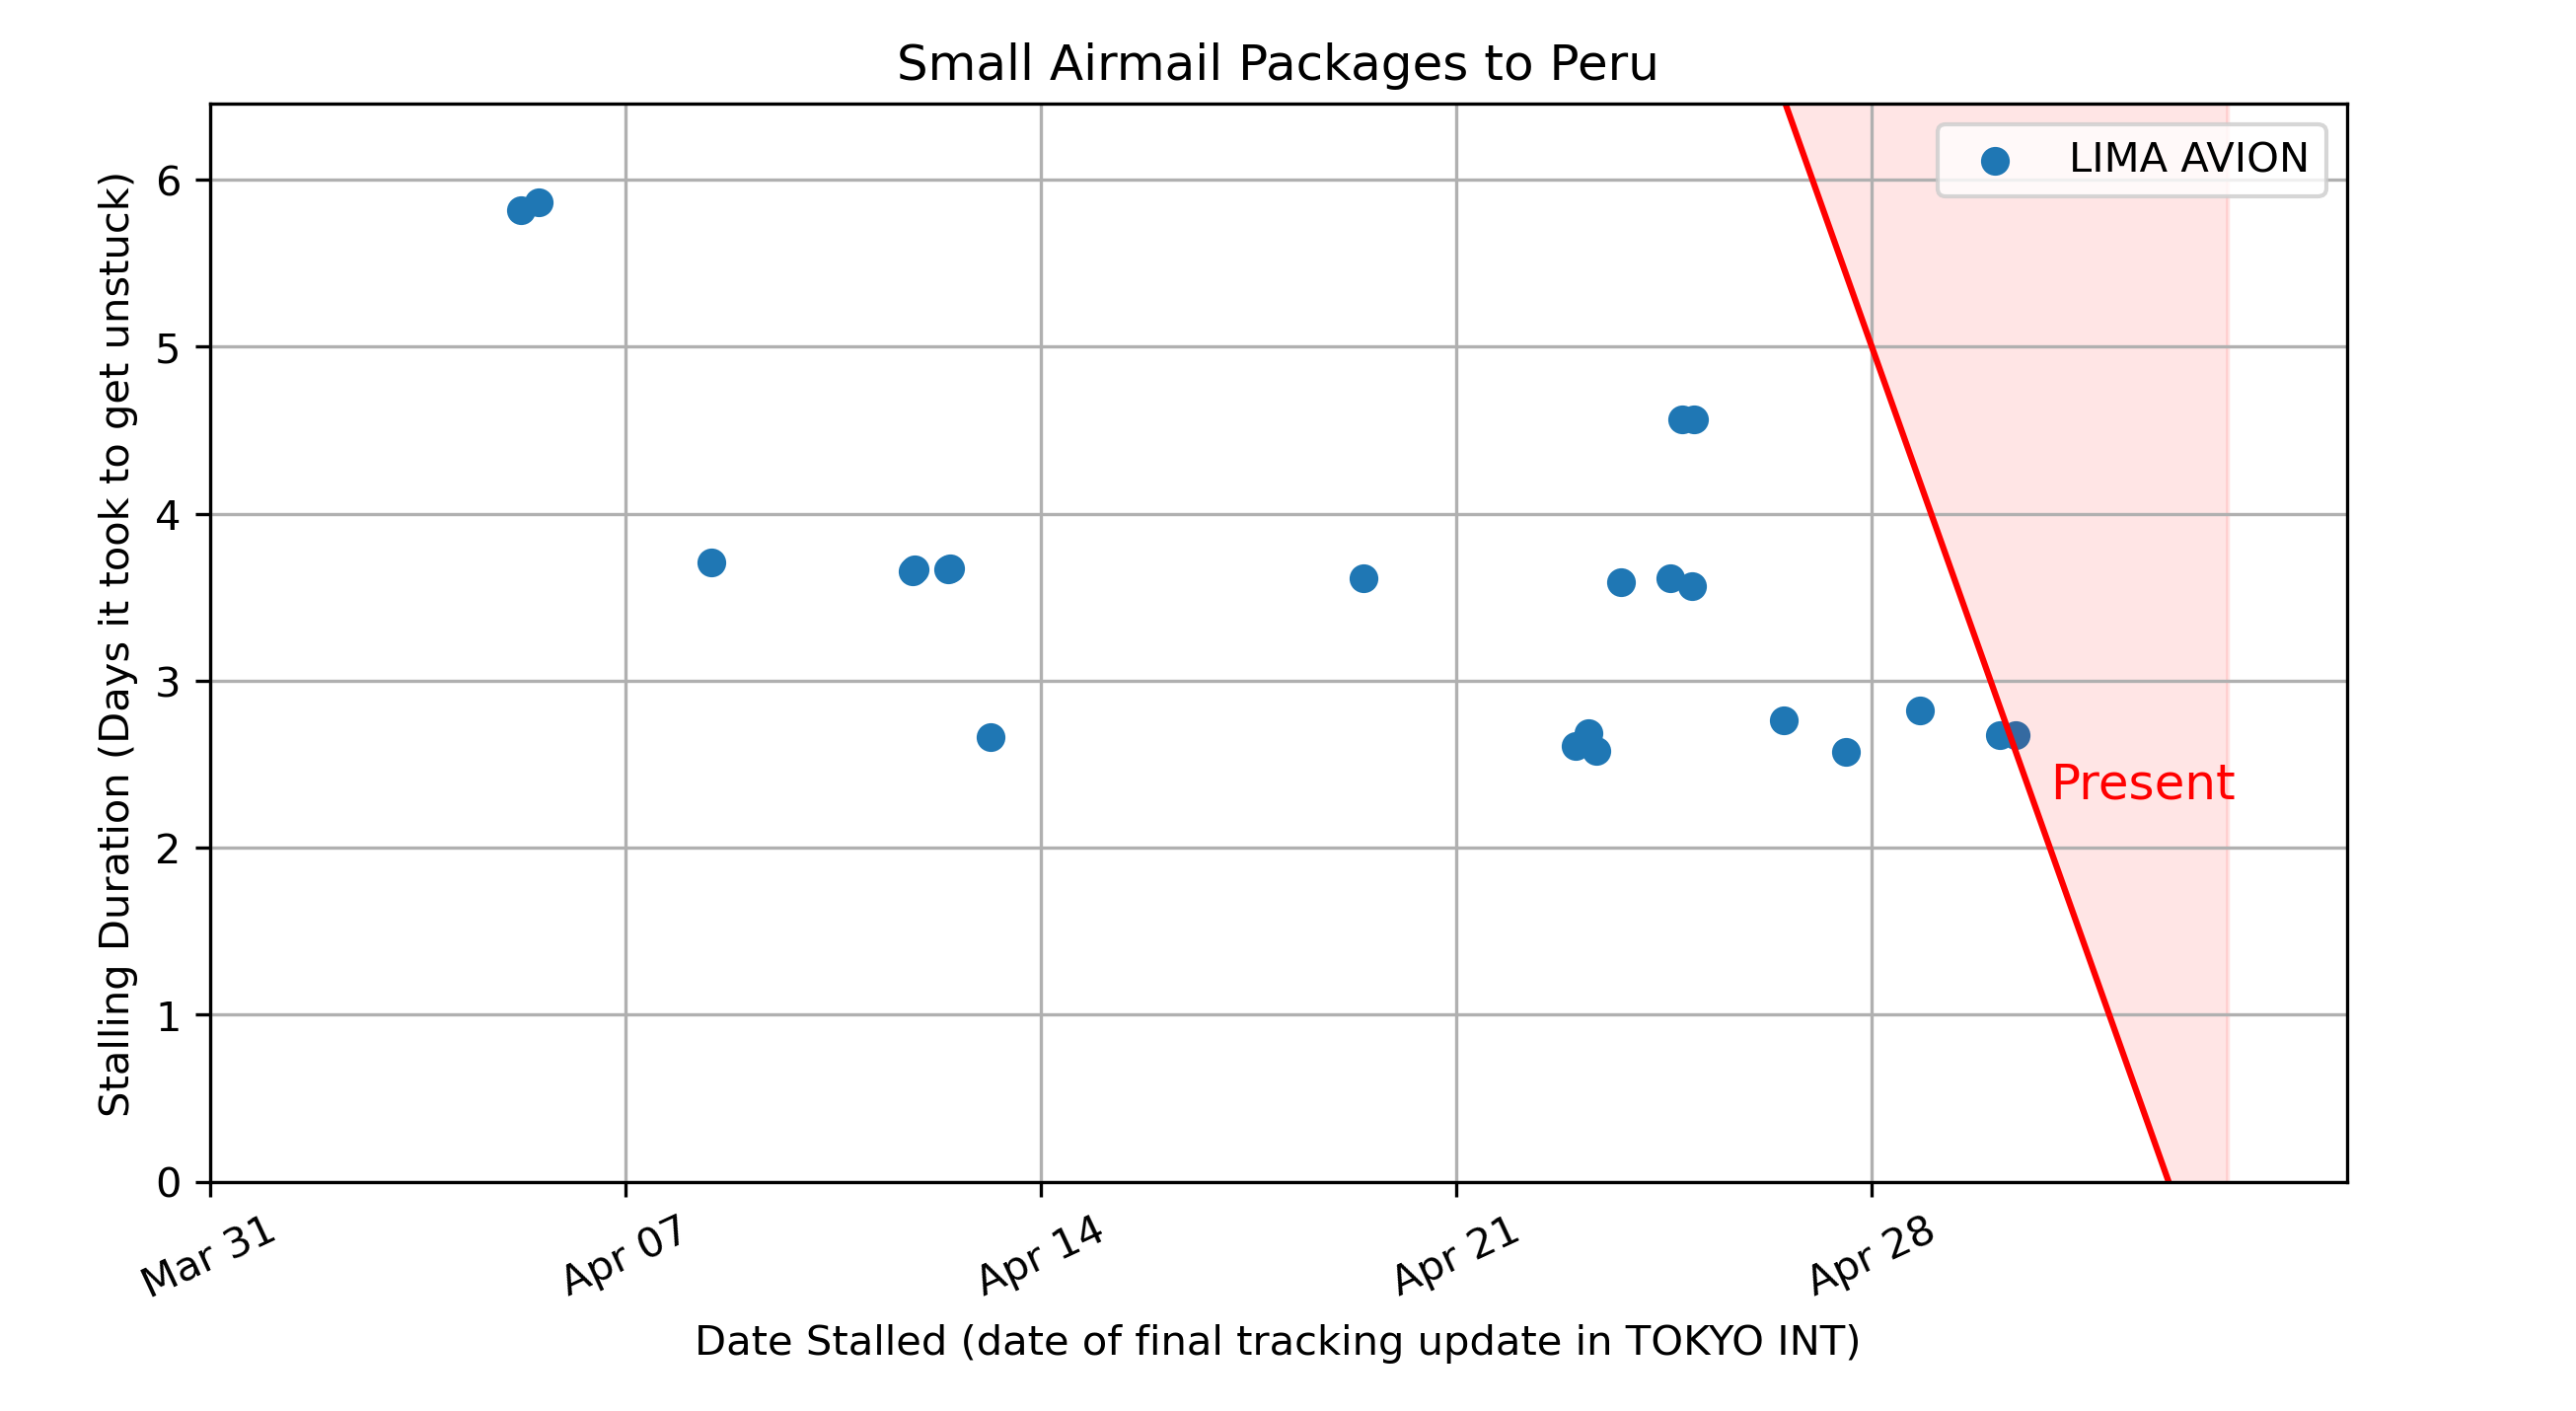 Small Airmail Packages to Peru
LIMA AVION
Stalling Duration (Days it took to get unstuck)
6
5
4
3
2
1
0
Present
Mar 31
Apr 07
Apr 14
Apr 21
Apr 28
Date Stalled (date of final tracking update in TOKYO INT)